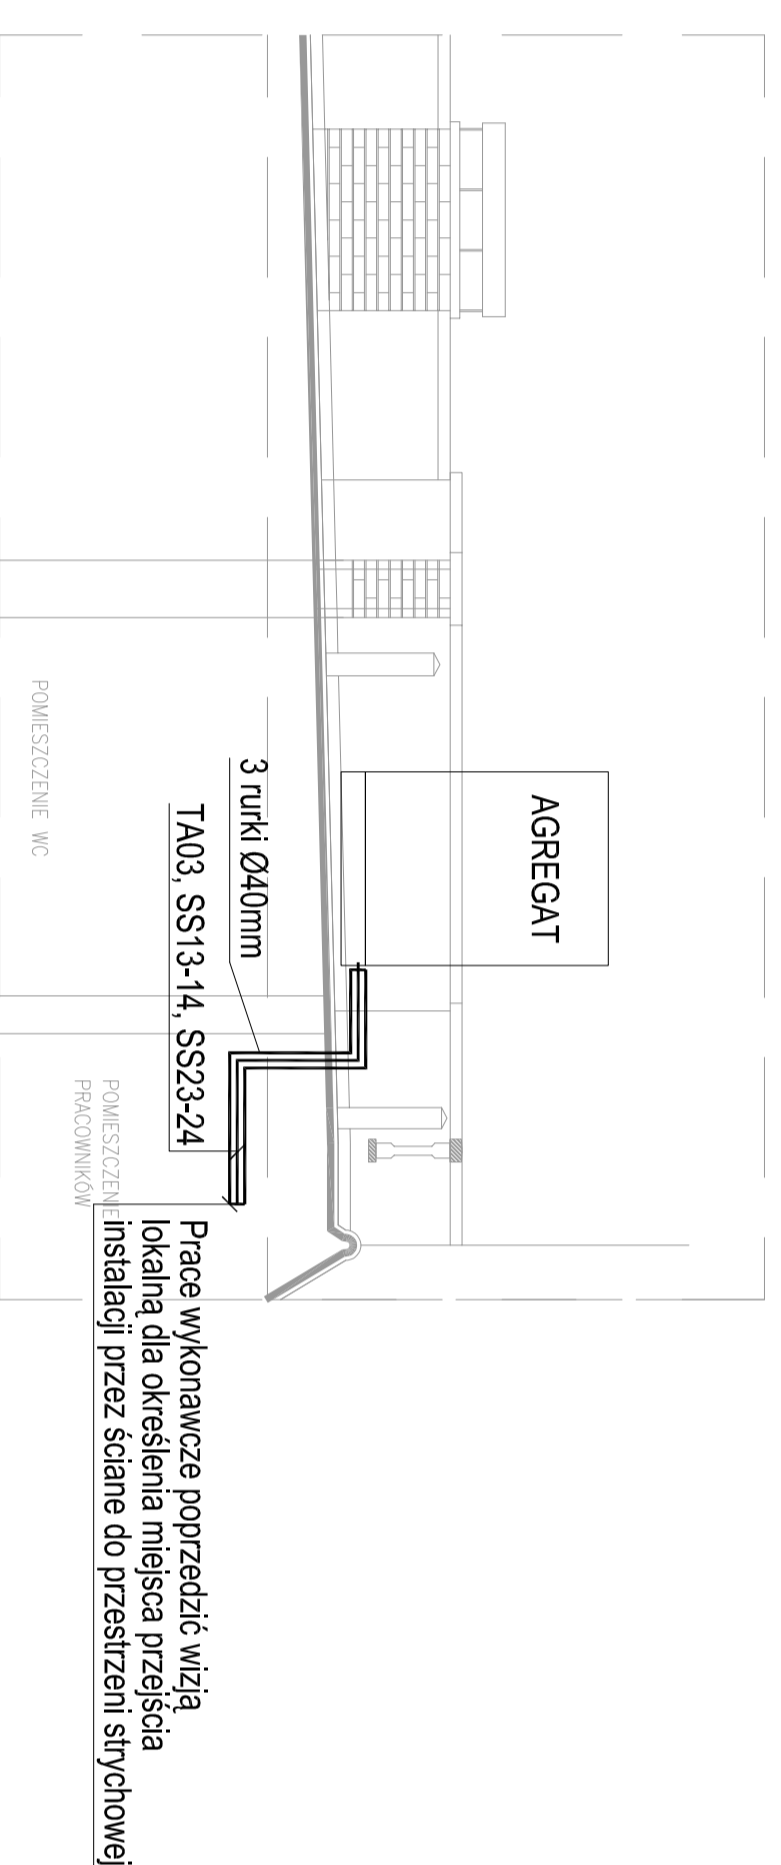 AGREGAT
3 rurki Ø40mm
TA03, SS13-14, SS23-24
POMIESZCZENIE WC
POMIESZCZENIE
PRACOWNIKÓW
Prace wykonawcze poprzedzić wizją
lokalną dla określenia miejsca przejścia
instalacji przez ściane do przestrzeni strychowej